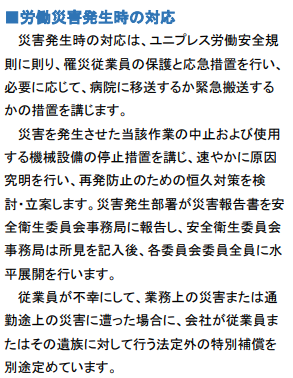 ■労働災害発生時の対応
　災害発生時の対応は、ユニプレス労働安全規
則に則り、罹災従業員の保護と応急措置を行い、
必要に応じて、病院に移送するか緊急搬送する
かの措置を講じます。
　災害を発生させた当該作業の中止および使用
する機械設備の停止措置を講じ、速やかに原因
究明を行い、再発防止のための恒久対策を検
討・立案します。災害発生部署が災害報告書を安
全衛生委員会事務局に報告し、安全衛生委員会
事務局は所見を記入後、各委員会委員全員に水
平展開を行います。
　従業員が不幸にして、業務上の災害または通
勤途上の災害に遭った場合に、会社が従業員ま
たはその遺族に対して行う法定外の特別補償を
別途定めています。